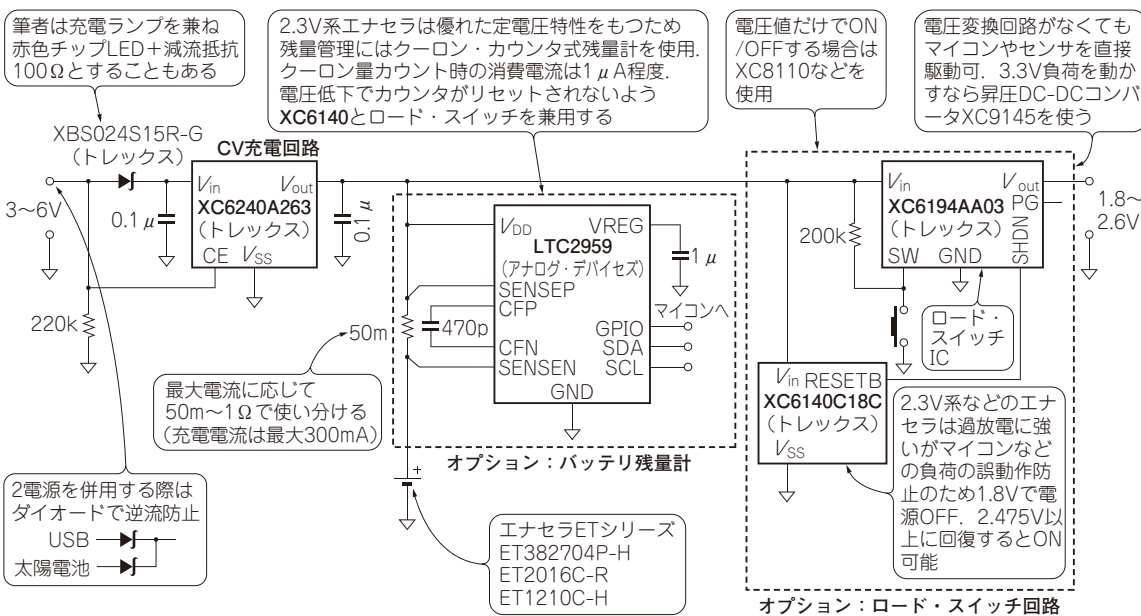 筆者は充電ランプを兼ね
赤色チップLED＋減流抵抗
100Ωとすることもある
2.3V系エナセラは優れた定電圧特性をもつため
残量管理にはクーロン・カウンタ式残量計を使用．
クーロン量カウント時の消費電流は1μA程度．
電圧低下でカウンタがリセットされないよう
XC6140とロード・スイッチを兼用する
電圧値だけでON
/OFFする場合は
XC8110などを
使用
電圧変換回路がなくても
マイコンやセンサを直接
駆動可．3.3V負荷を動か
すなら昇圧DC-DCコンバ
ータXC9145を使う
XBS024S15R-G
（トレックス）
CV充電回路
3～6V
0.1μ
Vin
Vout
XC6240A263
（トレックス）
CE
VSS
0.1μ
220k
VDD
VREG
LTC2959
（アナログ・デバイセズ）
SENSEP
CFP
CFN
SENSEN
GPIO
SDA
SCL
GND
1μ
マイコンへ
470p
50m
最大電流に応じて
50m～1Ωで使い分ける
（充電電流は最大300mA）
オプション：バッテリ残量計
+
エナセラETシリーズ
ET382704P-H
ET2016C-R
ET1210C-H
2電源を併用する際は
ダイオードで逆流防止
USB
太陽電池
Vin
Vout
XC6194AA03
（トレックス）
PG
SHDN
SW
GND
200k
1.8～
2.6V
ロード・
スイッチ
IC
Vin
RESETB
XC6140C18C
（トレックス）
VSS
2.3V系などのエナ
セラは過放電に強
いがマイコンなど
の負荷の誤動作防
止のため1.8Vで電
源OFF．2.475V以
上に回復するとON
可能
オプション：ロード・スイッチ回路